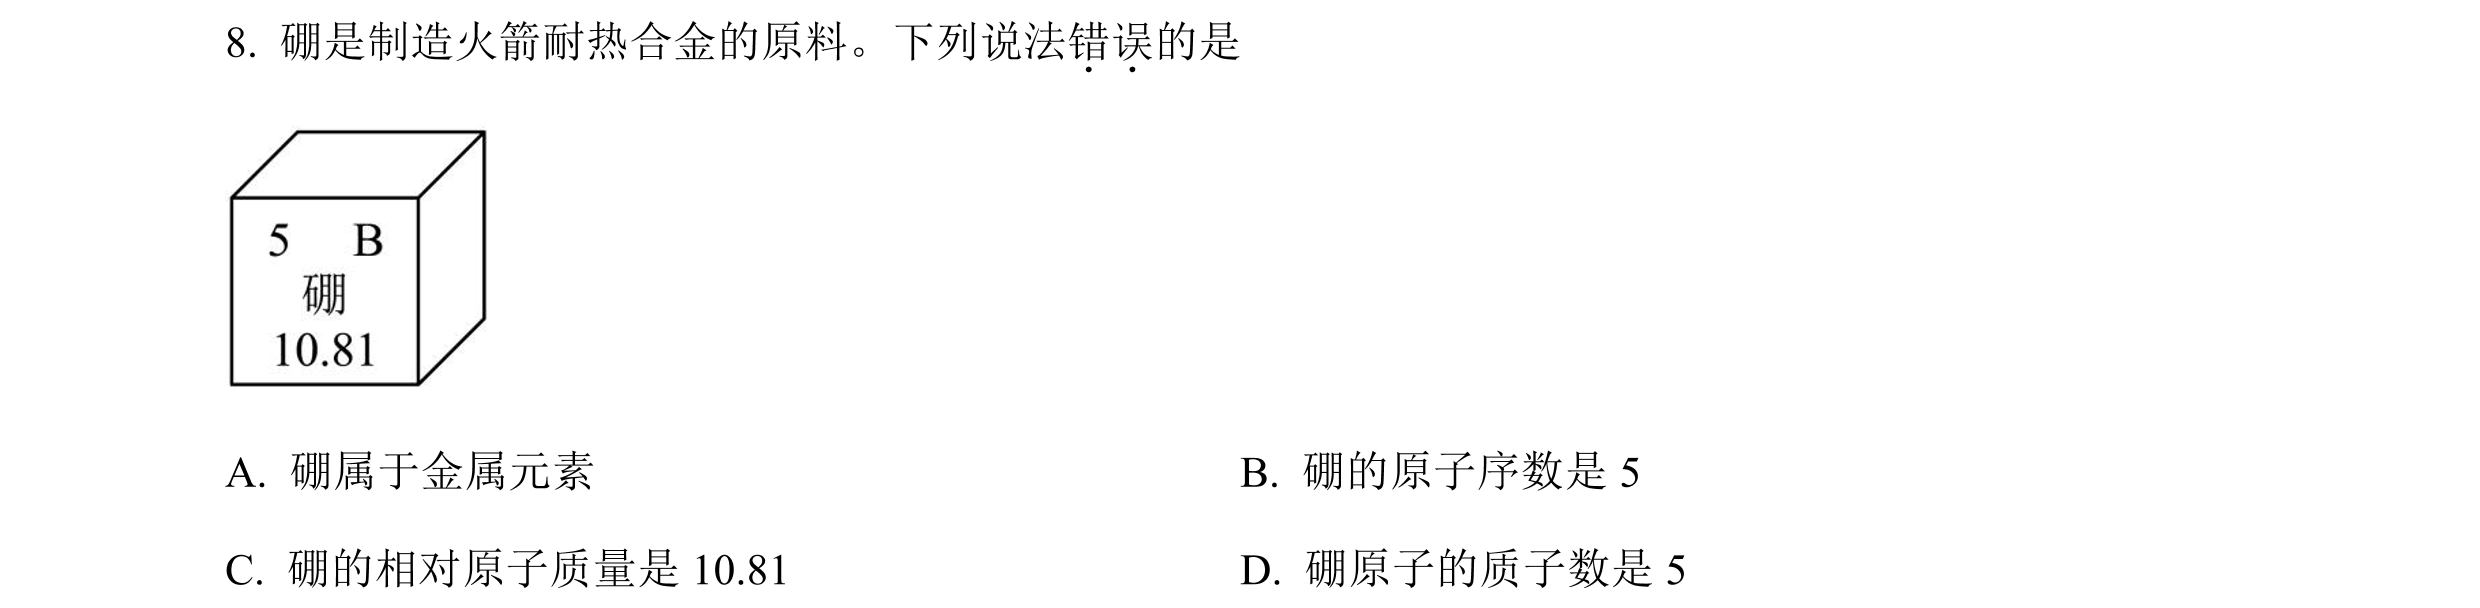 8. 硼是制造火箭耐热合金的原料。下列说法错误的是
5 B
硼
10.81
A. 硼属于金属元素 B. 硼的原子序数是 5
C. 硼的相对原子质量是 10.81 D. 硼原子的质子数是 5